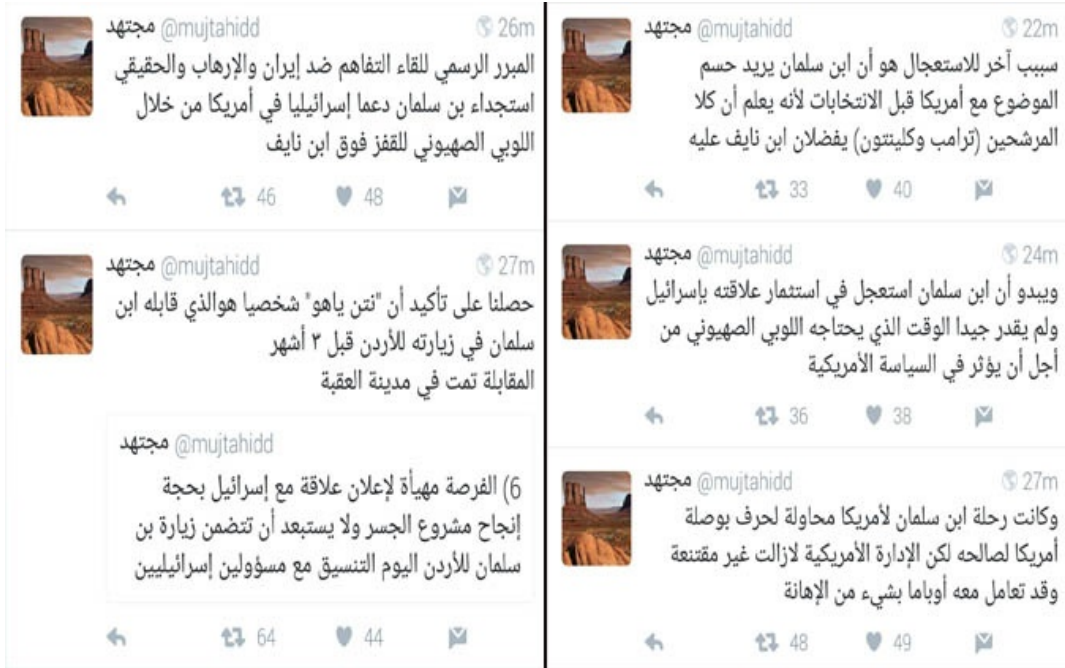 مجتهد @mujtahidd 26m
المبرر الرسمي للقاء التفاهم ضد إيران والإرهاب والحقيقي
استجداء بن سلمان دعما إسرائيليا في أمريكا من خلال
اللوبي الصهيوني للقفز فوق ابن نايف
46 48
مجتهد @mujtahidd 27m
حصلنا على تأكيد أن "نتن ياهو" شخصيا هوالذي قابله ابن
سلمان في زيارته للأردن قبل ٣ أشهر
المقابلة تمت في مدينة العقبة
مجتهد @mujtahidd
6) الفرصة مهيأة لإعلان علاقة مع إسرائيل بحجة
إنجاح مشروع الجسر ولا يستبعد أن تتضمن زيارة بن
سلمان للأردن اليوم التنسيق مع مسؤولين إسرائيليين
64 44
مجتهد @mujtahidd 22m
سبيب آخر للاستعجال هو أن ابن سلمان يريد حسم
الموضوع مع أمريكا قبل الانتخابات لأنه يعلم أن كلا
المرشحين (ترامب وكلينتون) يفضلان ابن نايف عليه
33 40
مجتهد @mujtahidd 24m
ويبدو أن ابن سلمان استعجل في استثمار علاقته بإسرائيل
ولم يقدر جيدا الوقت الذي يحتاجه اللوبي الصهيوني من
أجل أن يؤثر في السياسة الأمريكية
36 38
مجتهد @mujtahidd 27m
وكانت رحلة ابن سلمان لأمريكا محاولة لحرف بوصلة
أمريكا لصالحه لكن الإدارة الأمريكية لازالت غير مقتنعة
وقد تعامل معه أوباما بشيء من الإهانة
48 49